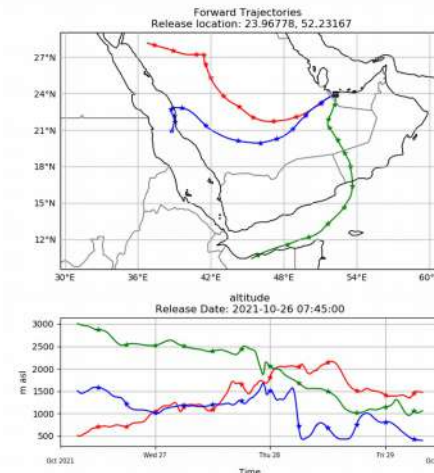 Forward Trajectories
Release location: 23.96778, 52.23167
27°N
24°N
21°N
18°N
15°N
12°N
30°E
36°E
42°E
48°E
54°E
60°E
altitude
Release Date: 2021-10-26 07:45:00
3000
2500
2000
1500
1000
500
m asl
Oct 2021
Wed 27
Thu 28
Fri 29
Time